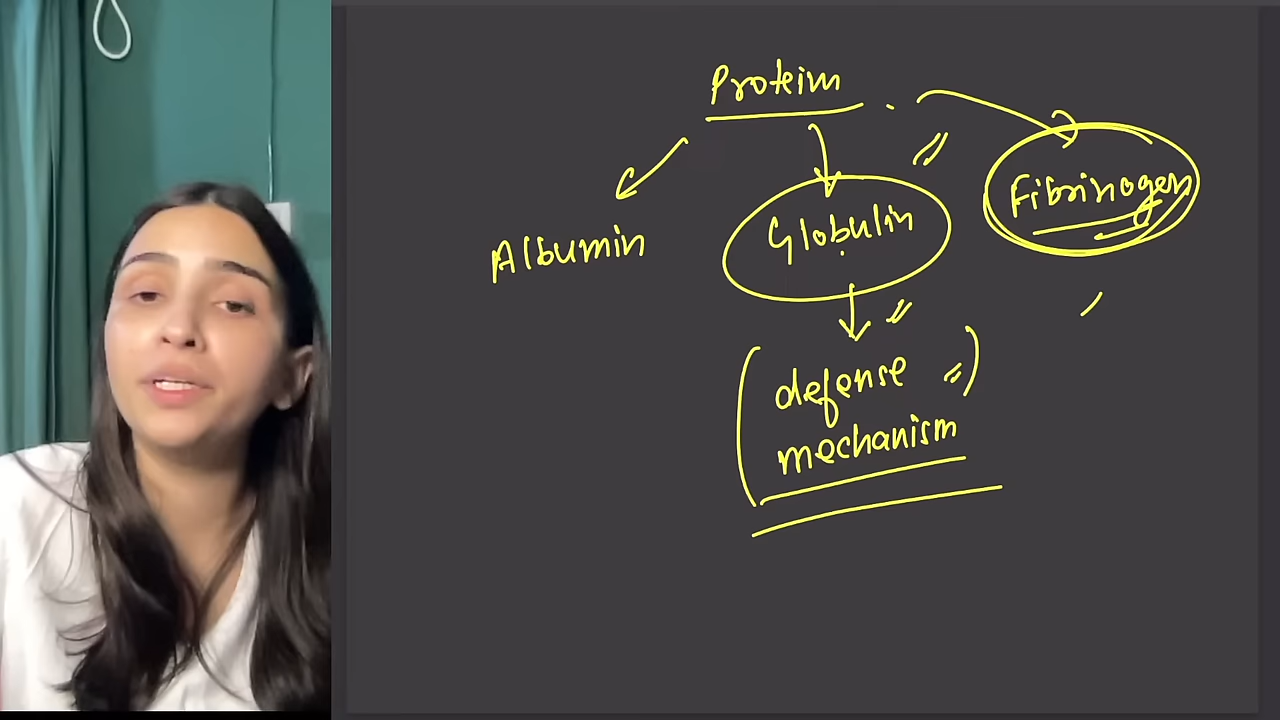 Protein
Albumin
Globulin
Fibrinogen
defense
mechanism